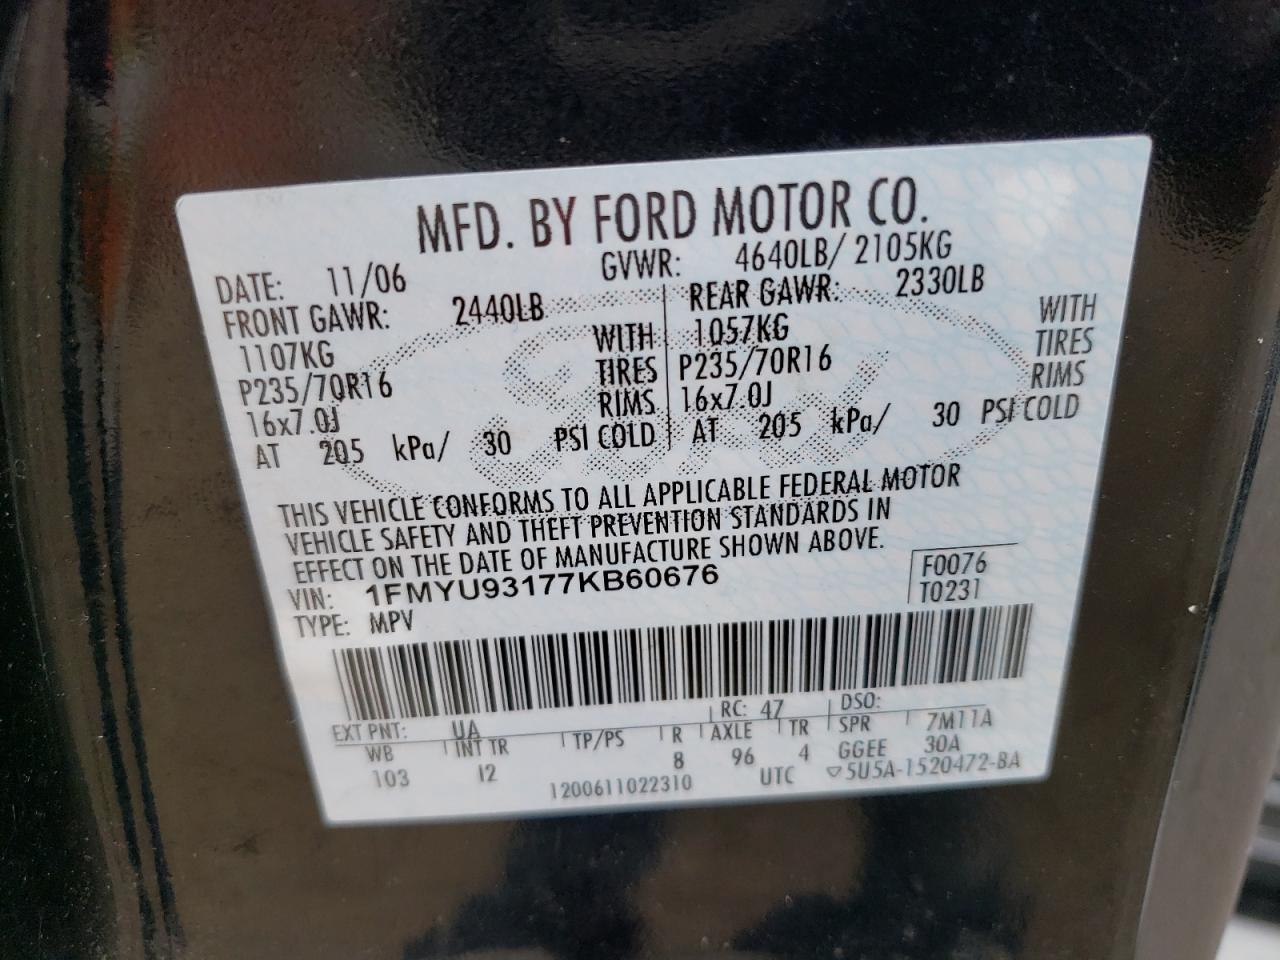 MFD. BY FORD MOTOR CO.
DATE: 11/06 GVWR: 4640LB/ 2105KG
FRONT GAWR: 2440LB REAR GAWR: 2330LB
1107KG WITH 1057KG WITH
P235/70R16 TIRES P235/70R16 TIRES
16x7.0J RIMS 16x7.0J RIMS
AT 205 kPa/ 30 PSI COLD AT 205 kPa/ 30 PSI COLD
THIS VEHICLE CONFORMS TO ALL APPLICABLE FEDERAL MOTOR
VEHICLE SAFETY AND THEFT PREVENTION STANDARDS IN
EFFECT ON THE DATE OF MANUFACTURE SHOWN ABOVE.
VIN: 1FMYU93177KB60676 F0076
TYPE: MPV T0231
EXT PNT: UA RC: 47 DSO:
WB INT TR TP/PS R AXLE TR SPR 7M11A
103 I2 8 96 4 GGEE 30A
1200611022310 UTC ▽5U5A-1520472-BA